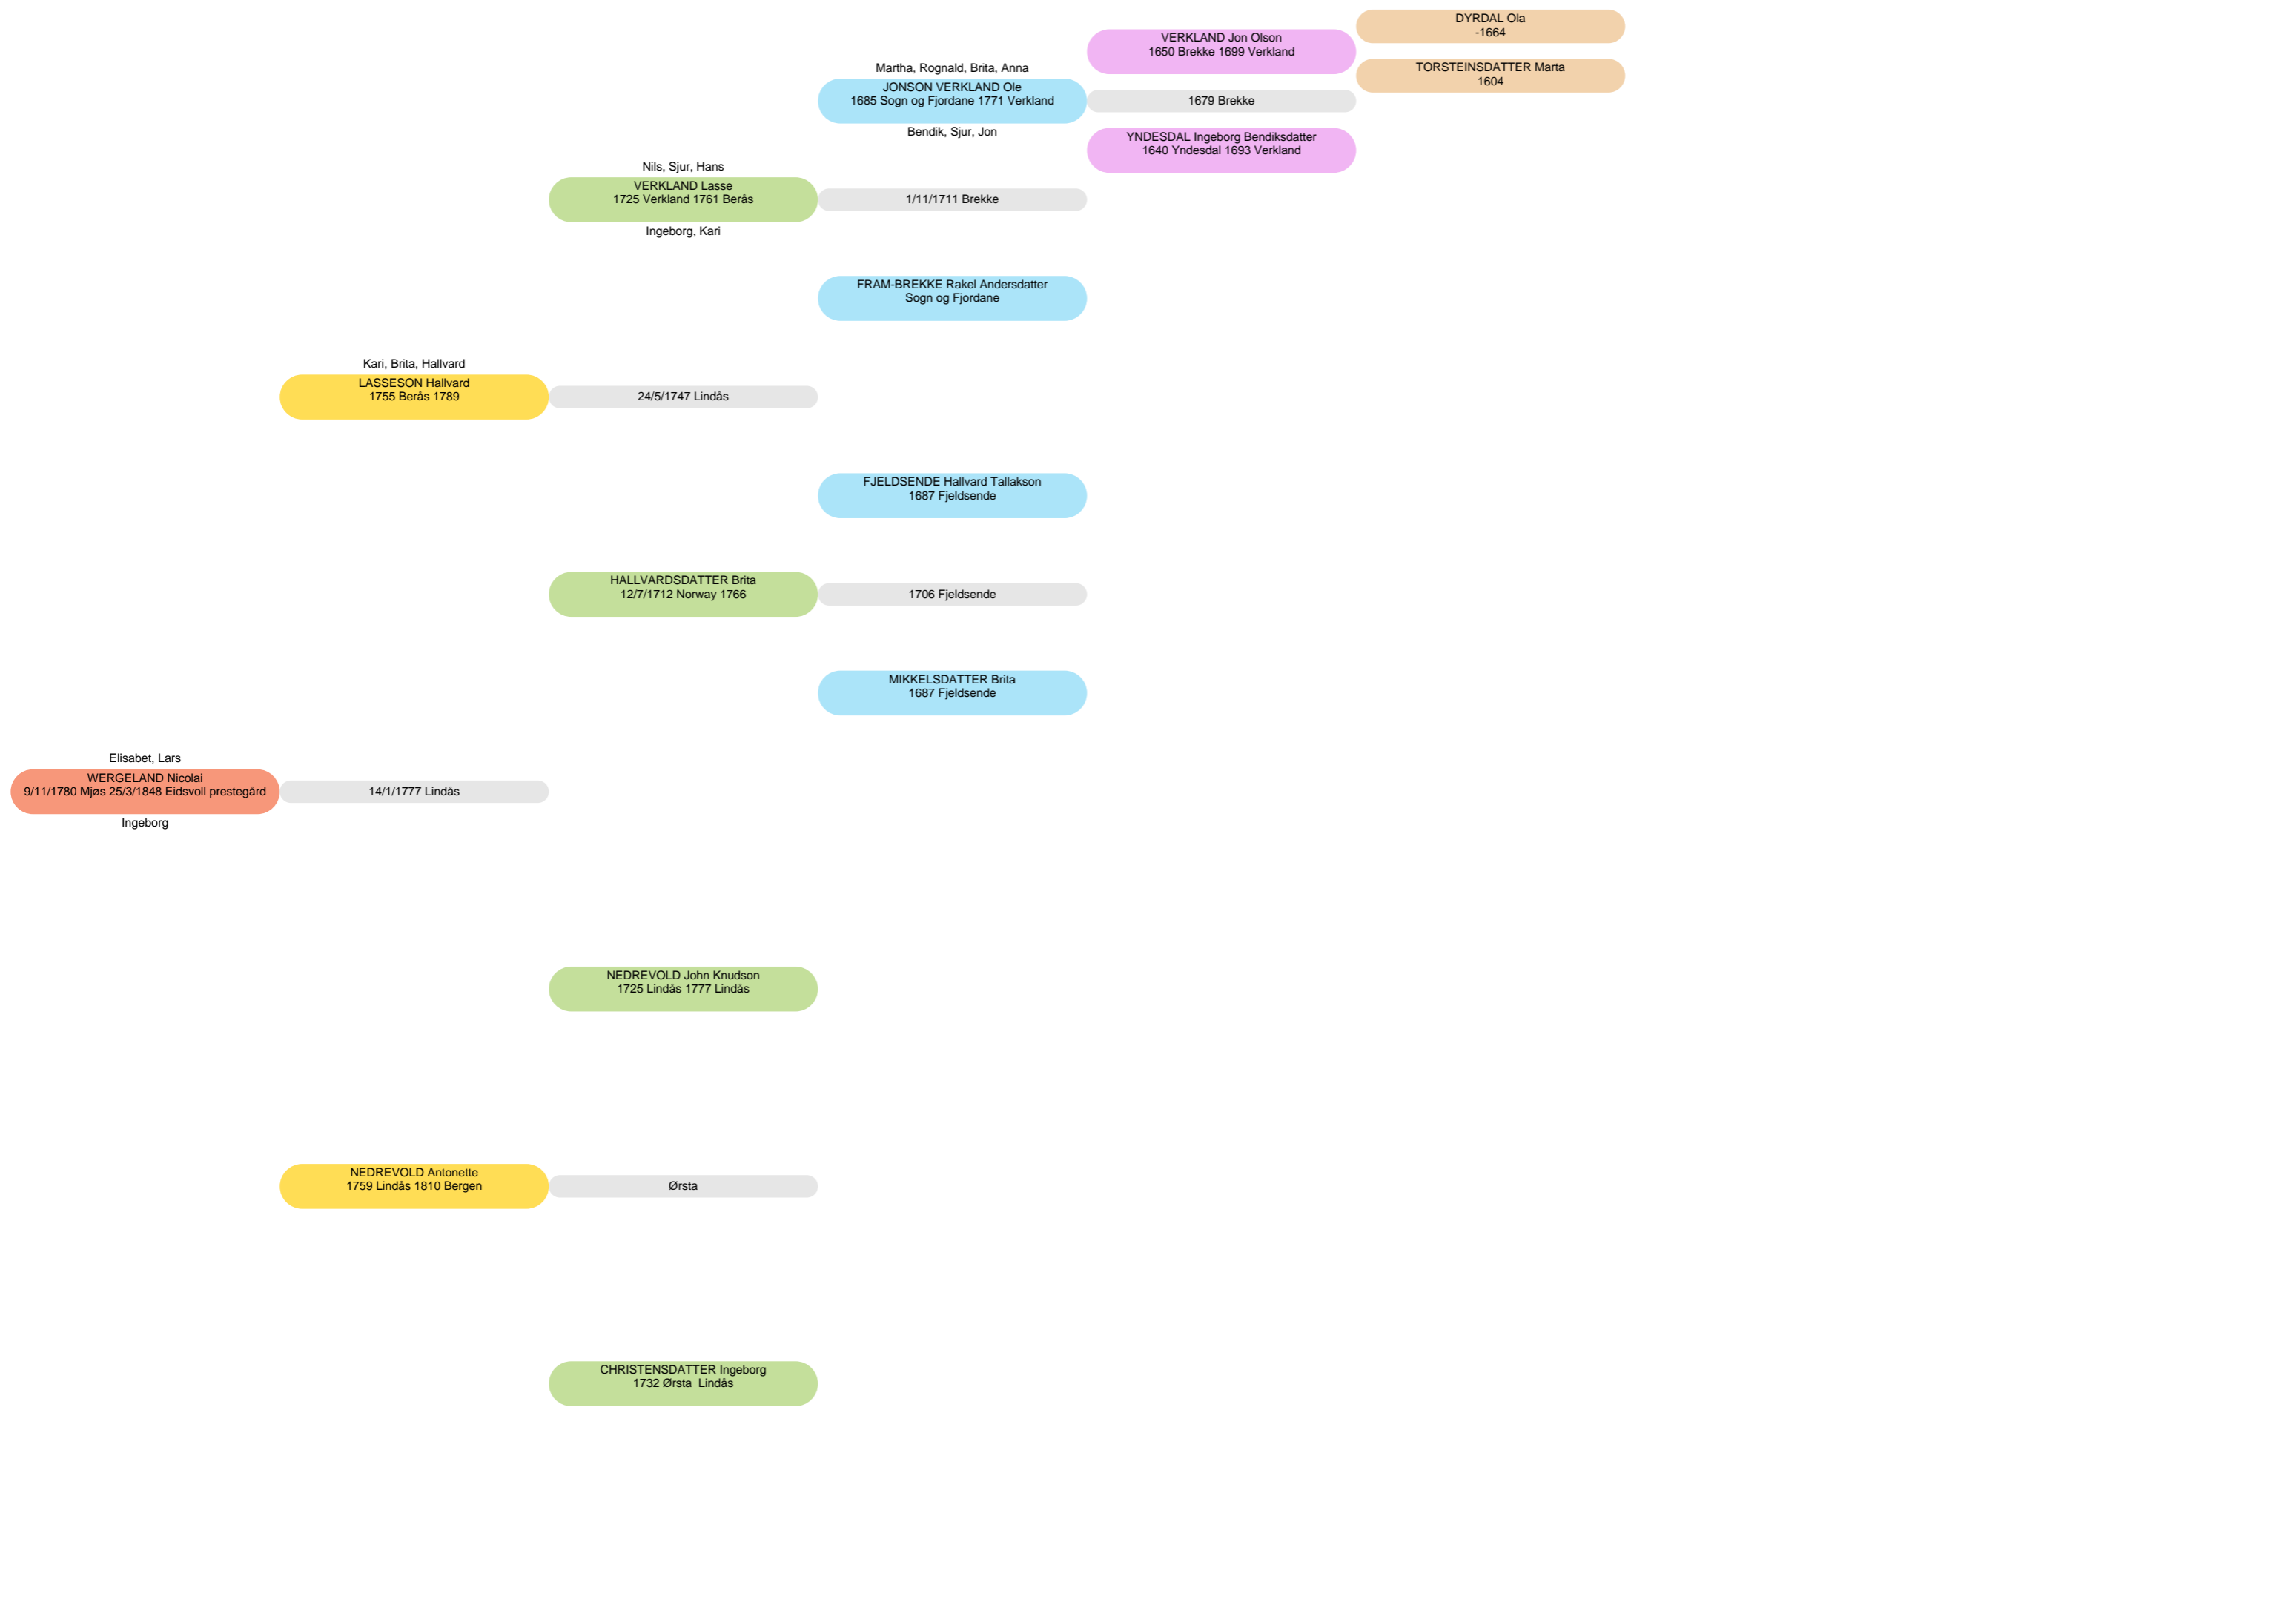 DYRDAL Ola
-1664
VERKLAND Jon Olson
1650 Brekke 1699 Verkland
TORSTEINSDATTER Marta
1604
Martha, Rognald, Brita, Anna
JONSON VERKLAND Ole
1685 Sogn og Fjordane 1771 Verkland
1679 Brekke
Bendik, Sjur, Jon
YNDESDAL Ingeborg Bendiksdatter
1640 Yndesdal 1693 Verkland
Nils, Sjur, Hans
VERKLAND Lasse
1725 Verkland 1761 Berås
1/11/1711 Brekke
Ingeborg, Kari
FRAM-BREKKE Rakel Andersdatter
Sogn og Fjordane
Kari, Brita, Hallvard
LASSESON Hallvard
1755 Berås 1789
24/5/1747 Lindås
FJELDSENDE Hallvard Tallakson
1687 Fjeldsende
HALLVARDSDATTER Brita
12/7/1712 Norway 1766
1706 Fjeldsende
MIKKELSDATTER Brita
1687 Fjeldsende
Elisabet, Lars
WERGELAND Nicolai
9/11/1780 Mjøs 25/3/1848 Eidsvoll prestegård
14/1/1777 Lindås
Ingeborg
NEDREVOLD John Knudson
1725 Lindås 1777 Lindås
NEDREVOLD Antonette
1759 Lindås 1810 Bergen
Ørsta
CHRISTENSDATTER Ingeborg
1732 Ørsta  Lindås